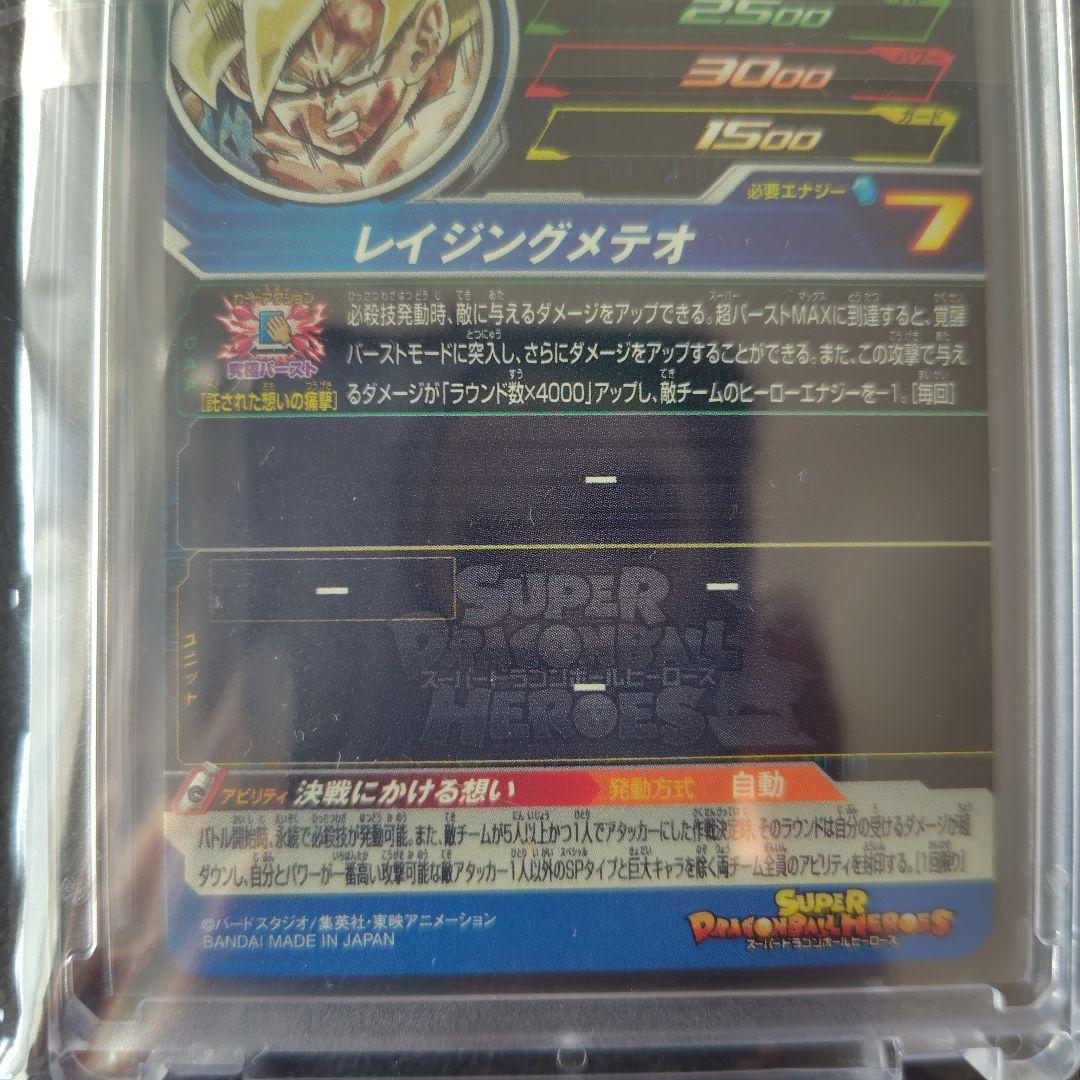 2500
パワー
3000
ガード
1500
必要エナジー 7
レイジングメテオ
カードアクション
究極バースト
[託された想いの痛撃]
必殺技発動時、敵に与えるダメージをアップできる。超バーストMAXに到達すると、覚醒
バーストモードに突入し、さらにダメージをアップすることができる。また、この攻撃で与え
るダメージが「ラウンド数×4000」アップし、敵チームのヒーローエナジーを−1。[毎回]
ー
ユニット
ー
ー
ー
SUPER
DRAGONBALL
スーパードラゴンボールヒーローズ
HEROES
アビリティ 決戦にかける想い 発動方式 自動
バトル開始時、永続で必殺技が発動可能。また、敵チームが5人以上かつ1人でアタッカーにした作戦決定時、そのラウンドは自分の受けるダメージが超
ダウンし、自分とパワーが一番高い攻撃可能な敵アタッカー1人以外のSPタイプと巨大キャラを除く両チーム全員のアビリティを封印する。[1回限り]
©バードスタジオ/集英社・東映アニメーション
BANDAI MADE IN JAPAN
SUPER
DRAGONBALL HEROES
スーパードラゴンボールヒーローズ